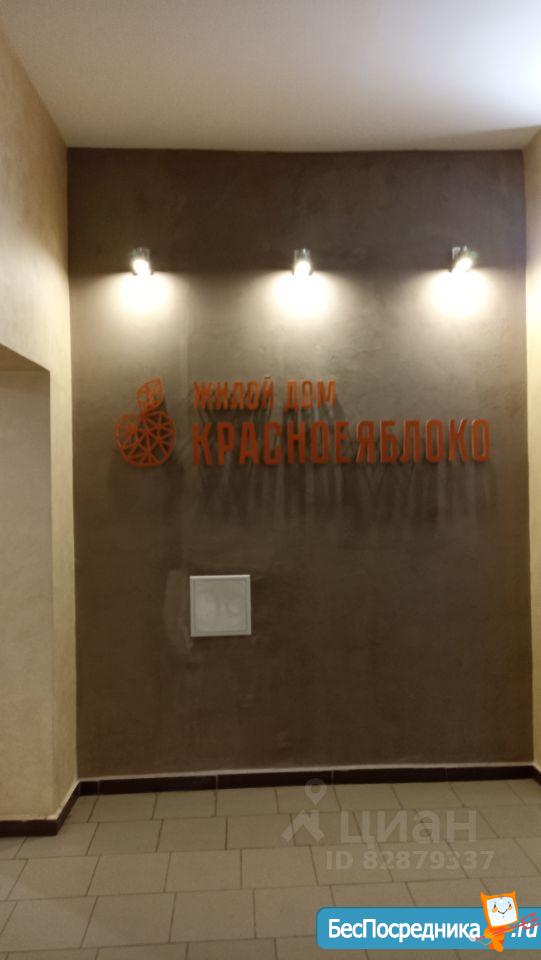 ЖИЛОЙ ДОМ
КРАСНОЕЯБЛОКО
циан
ID 82879337
БесПосредника.ru